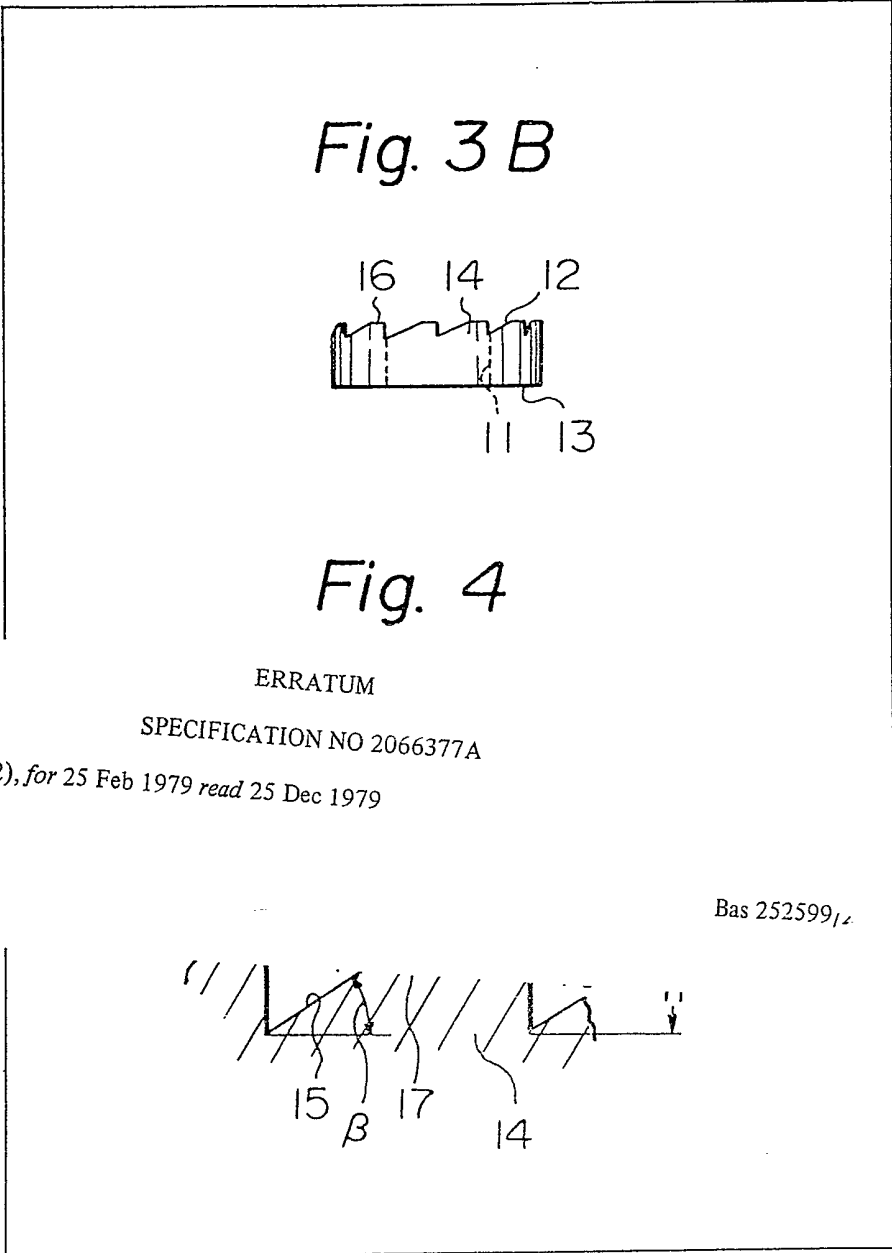 Fig. 3 B
16 14 12
11 13
Fig. 4
ERRATUM
SPECIFICATION NO 2066377A
2), for 25 Feb 1979 read 25 Dec 1979
Bas 252599/
15 β 17 14